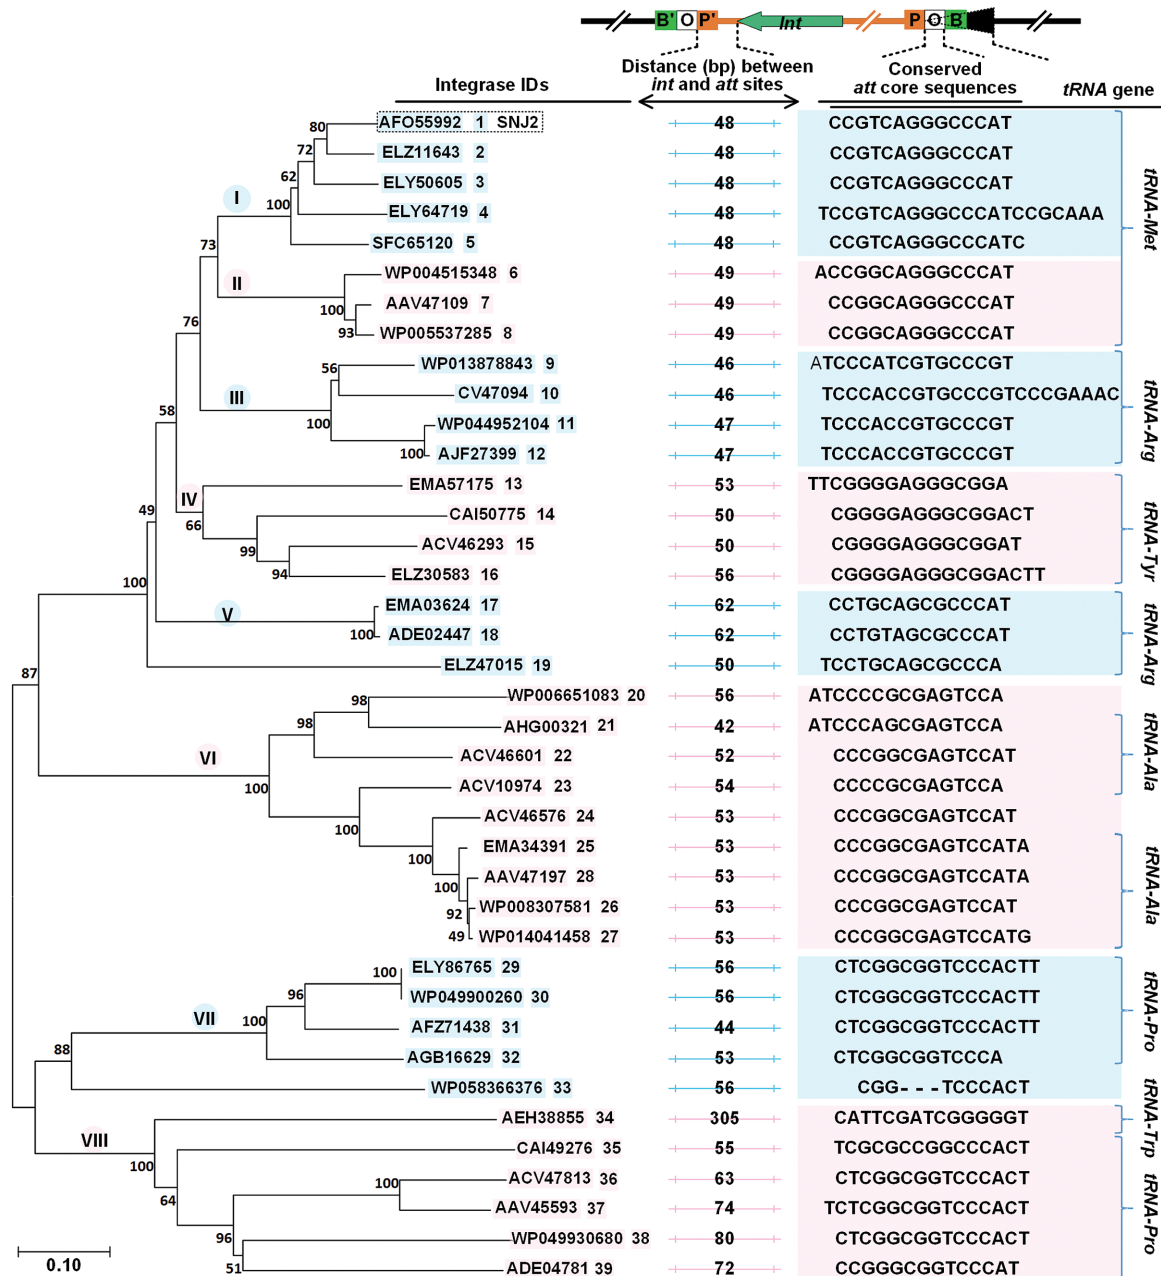 B' O P' Int P O B
Distance (bp) between
int and att sites
Integrase IDs
Conserved
att core sequences
tRNA gene
AFO55992 1 SNJ2 48 CCGTCAGGGCCCAT
ELZ11643 2 48 CCGTCAGGGCCCAT
ELY50605 3 48 CCGTCAGGGCCCAT
ELY64719 4 48 TCCGTCAGGGCCCATCCGCAAA
SFC65120 5 48 CCGTCAGGGCCCATC
WP004515348 6 49 ACCGGCAGGGCCCAT
AAV47109 7 49 CCGGCAGGGCCCAT
WP005537285 8 49 CCGGCAGGGCCCAT
tRNA-Met
WP013878843 9 46 ATCCCATCGTGCCCGT
CV47094 10 46 TCCCACCGTGCCCGTCCCGAAAC
WP044952104 11 47 TCCCACCGTGCCCGT
AJF27399 12 47 TCCCACCGTGCCCGT
tRNA-Arg
EMA57175 13 53 TTCGGGGAGGGCGGA
CAI50775 14 50 CGGGGAGGGCGGACT
ACV46293 15 50 CGGGGAGGGCGGAT
ELZ30583 16 56 CGGGGAGGGCGGACTT
tRNA-Tyr
EMA03624 17 62 CCTGCAGCGCCCAT
ADE02447 18 62 CCTGTAGCGCCCAT
ELZ47015 19 50 TCCTGCAGCGCCCA
tRNA-Arg
WP006651083 20 56 ATCCCCGCGAGTCCA
AHG00321 21 42 ATCCCAGCGAGTCCA
ACV46601 22 52 CCCGGCGAGTCCAT
ACV10974 23 54 CCCCGCGAGTCCA
tRNA-Ala
ACV46576 24 53 CCCGGCGAGTCCAT
EMA34391 25 53 CCCGGCGAGTCCATA
AAV47197 28 53 CCCGGCGAGTCCATA
WP008307581 26 53 CCCGGCGAGTCCAT
WP014041458 27 53 CCCGGCGAGTCCATG
tRNA-Ala
ELY86765 29 56 CTCGGCGGTCCCACTT
WP049900260 30 56 CTCGGCGGTCCCACTT
AFZ71438 31 44 CTCGGCGGTCCCACTT
AGB16629 32 53 CTCGGCGGTCCCA
tRNA-Pro
WP058366376 33 56 CGG---TCCCACT
AEH38855 34 305 CATTCGATCGGGGGT
tRNA-Trp
CAI49276 35 55 TCGCGCCGGCCCACT
ACV47813 36 63 CTCGGCGGTCCCACT
AAV45593 37 74 TCTCGGCGGTCCCACT
WP049930680 38 80 CTCGGCGGTCCCACT
ADE04781 39 72 CCGGGCGGTCCCAT
tRNA-Pro
80
72
62
I
100
73
II
100
93
76
56
III
100
100
58
IV
66
99
94
49
100
V
100
87
98
98
VI
100
100
100
100
92
49
100
96
VII
100
88
VIII
100
100
64
96
51
0.10